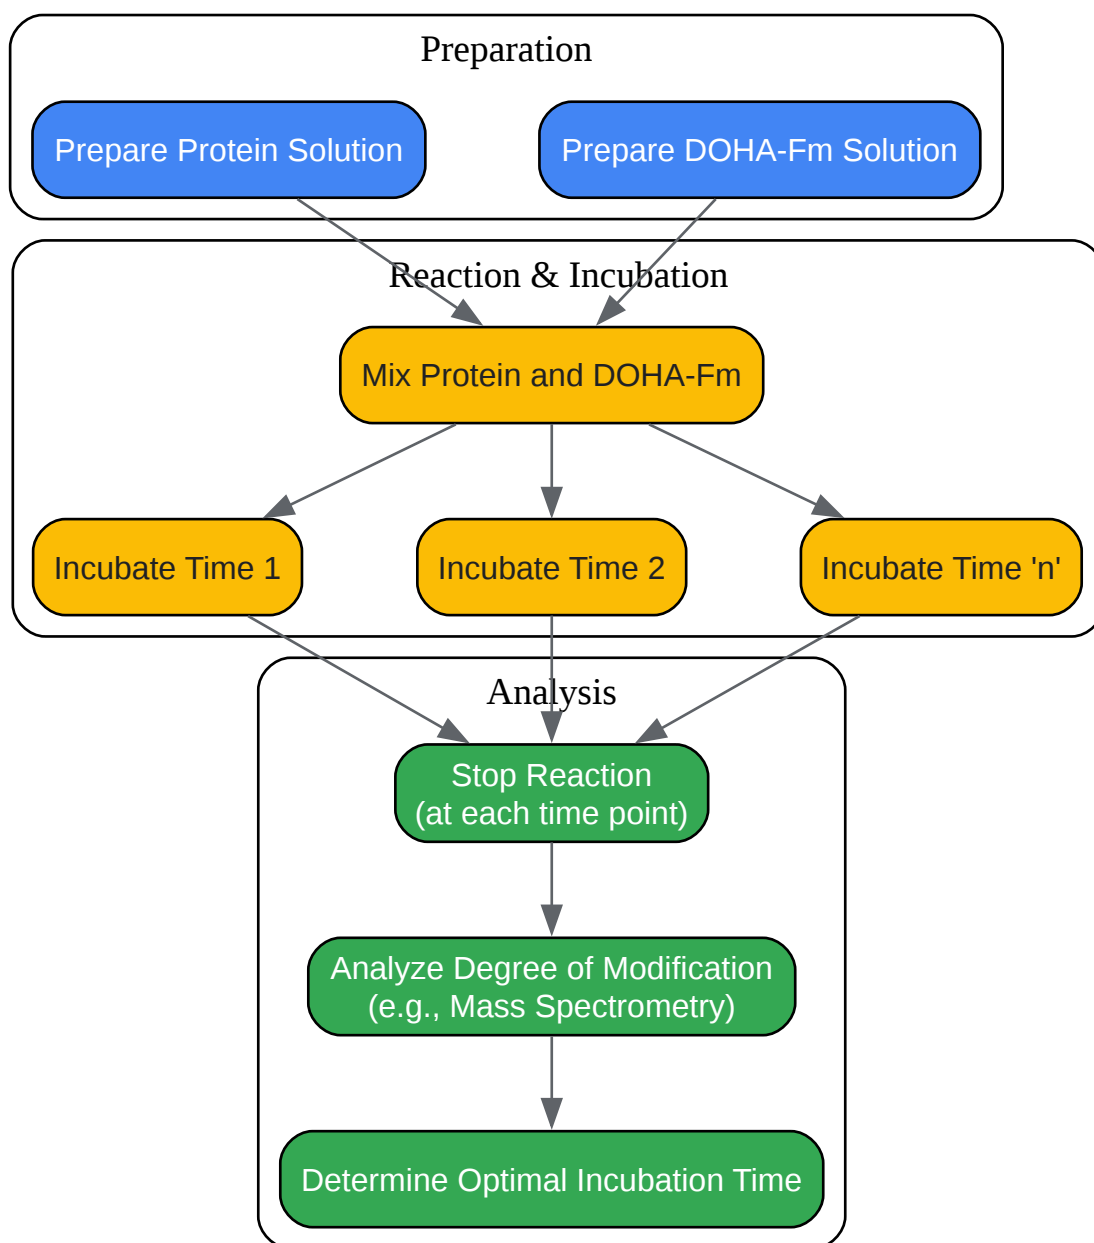 Preparation
Prepare Protein Solution
Prepare DOHA-Fm Solution
Reaction & Incubation
Mix Protein and DOHA-Fm
Incubate Time 1
Incubate Time 2
Incubate Time 'n'
Analysis
Stop Reaction
(at each time point)
Analyze Degree of Modification
(e.g., Mass Spectrometry)
Determine Optimal Incubation Time